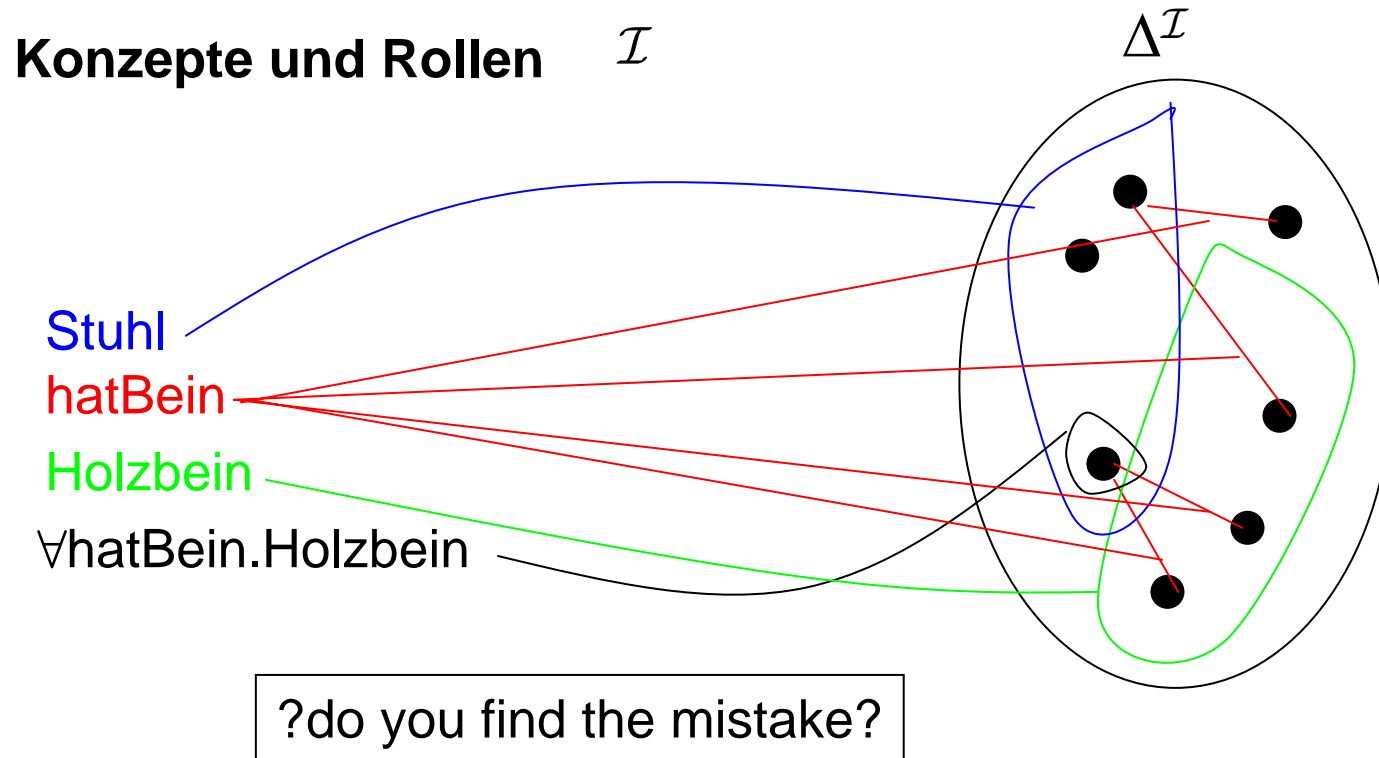 Konzepte und Rollen 𝓘 Δ^𝓘
Stuhl
hatBein
Holzbein
∀hatBein.Holzbein
?do you find the mistake?